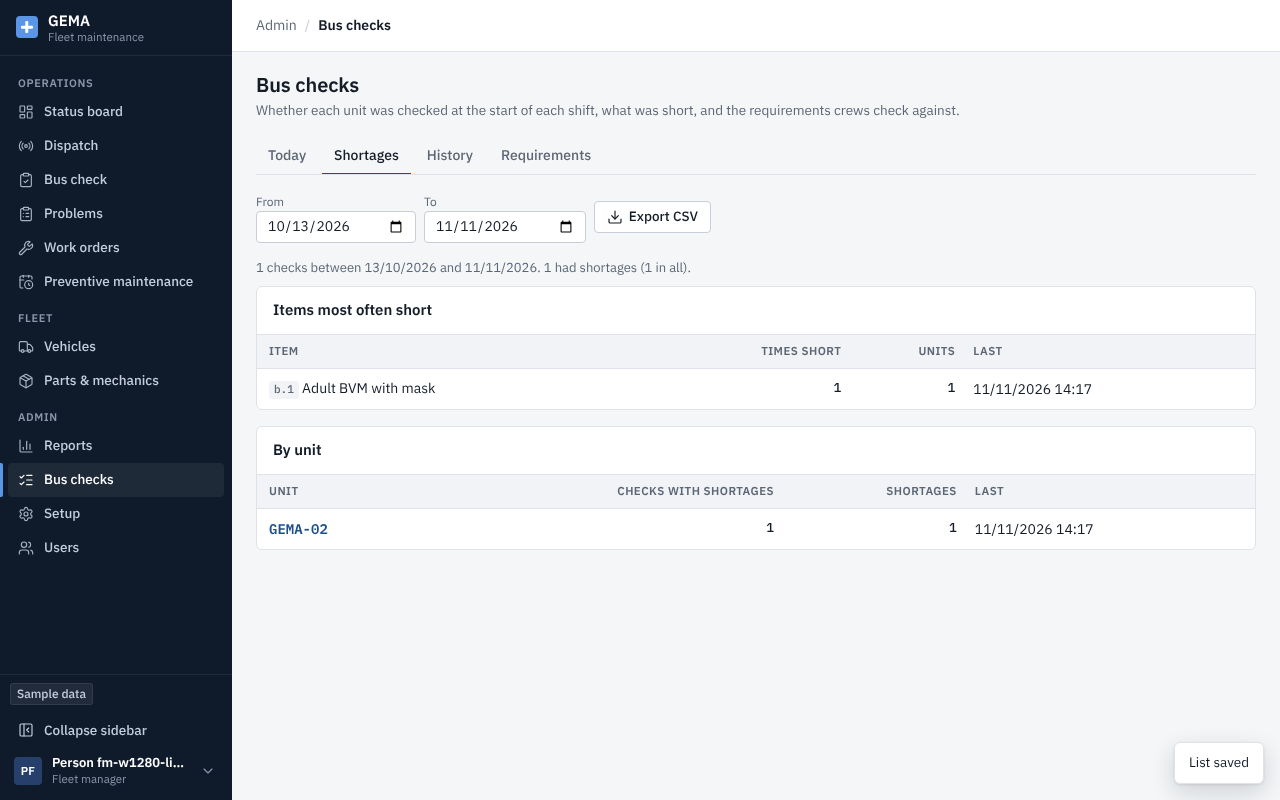 GEMA
Fleet maintenance
OPERATIONS
Status board
Dispatch
Bus check
Problems
Work orders
Preventive maintenance
FLEET
Vehicles
Parts & mechanics
ADMIN
Reports
Bus checks
Setup
Users
Sample data
Collapse sidebar
PF
Person fm-w1280-li...
Fleet manager
Admin / Bus checks
Bus checks
Whether each unit was checked at the start of each shift, what was short, and the requirements crews check against.
Today Shortages History Requirements
From To
10/13/2026 11/11/2026 Export CSV
1 checks between 13/10/2026 and 11/11/2026. 1 had shortages (1 in all).
Items most often short
ITEM TIMES SHORT UNITS LAST
b.1 Adult BVM with mask 1 1 11/11/2026 14:17
By unit
UNIT CHECKS WITH SHORTAGES SHORTAGES LAST
GEMA-02 1 1 11/11/2026 14:17
List saved